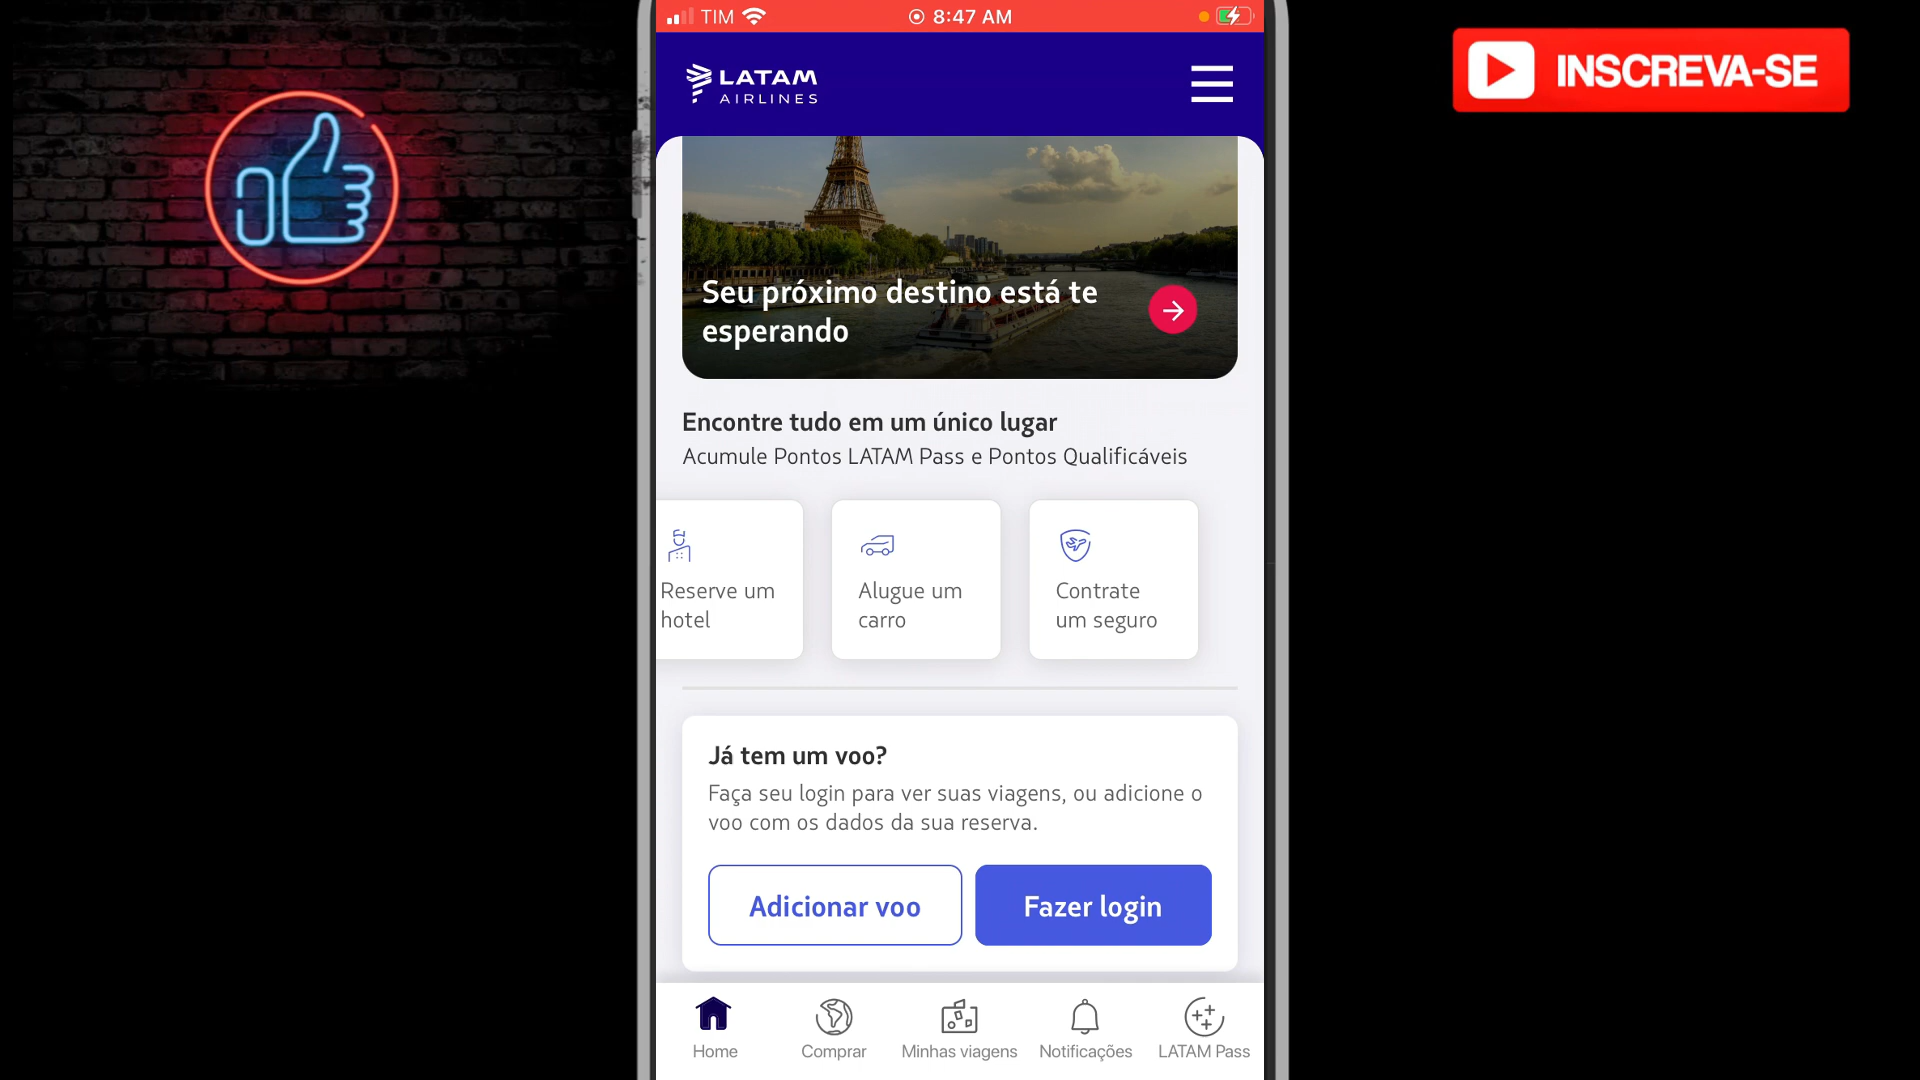 TIM
8:47 AM
INSCREVA-SE
LATAM
AIRLINES
Seu próximo destino está te
esperando
Encontre tudo em um único lugar
Acumule Pontos LATAM Pass e Pontos Qualificáveis
Reserve um
hotel
Alugue um
carro
Contrate
um seguro
Já tem um voo?
Faça seu login para ver suas viagens, ou adicione o
voo com os dados da sua reserva.
Adicionar voo
Fazer login
Home
Comprar
Minhas viagens
Notificações
LATAM Pass